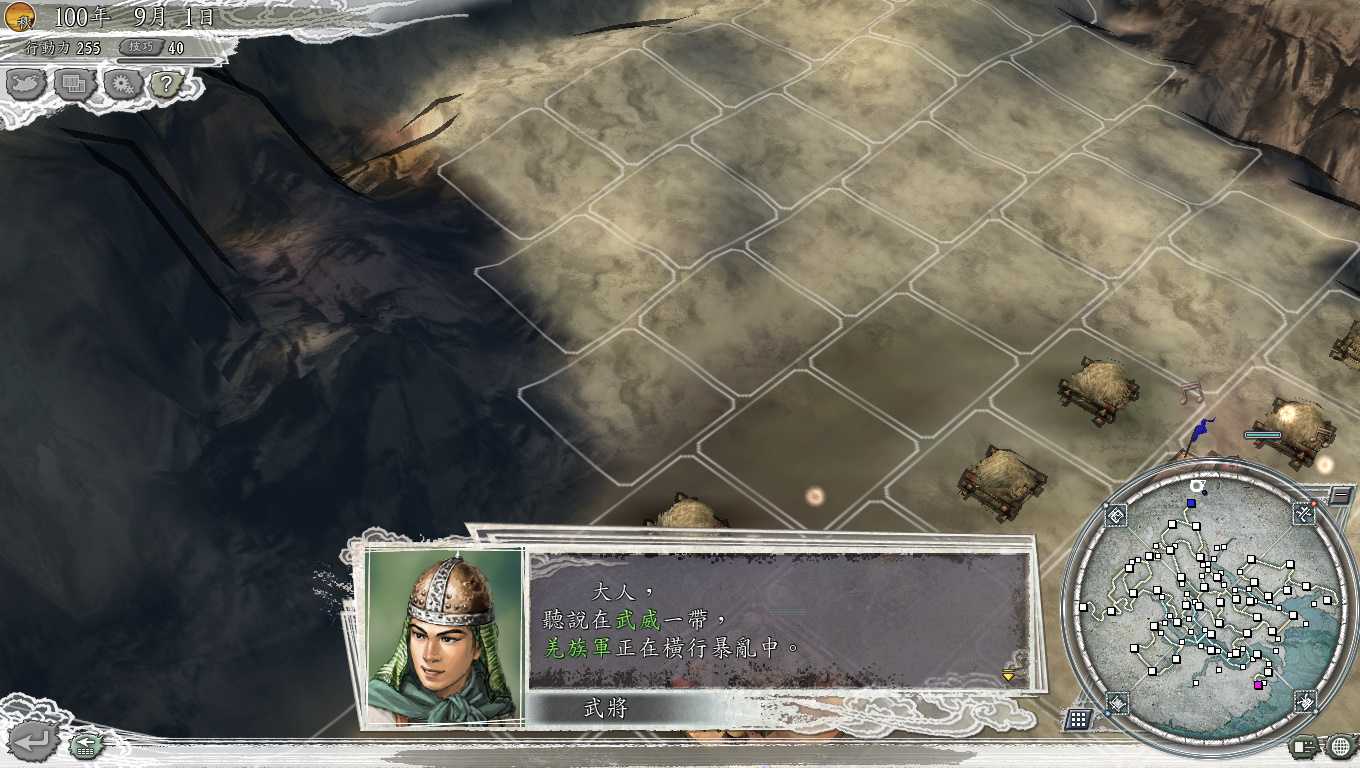 100年 9月 1日
行動力 255 技巧 40
?
大人，
聽說在武威一帶，
羌族軍正在橫行暴亂中。
武將